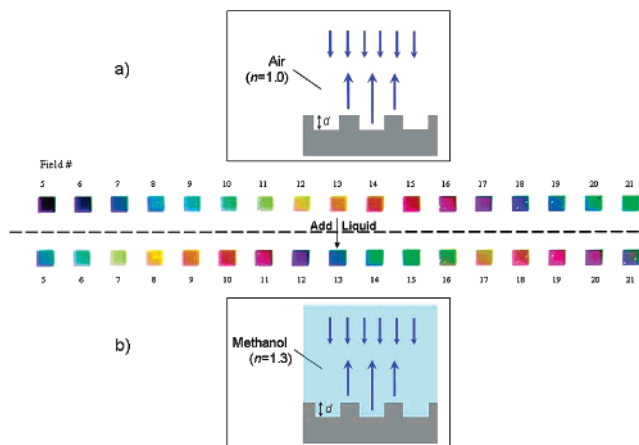 a)
Air
(n=1.0)
d
Field #
5 6 7 8 9 10 11 12 13 14 15 16 17 18 19 20 21
Add Liquid
5 6 7 8 9 10 11 12 13 14 15 16 17 18 19 20 21
b)
Methanol
(n=1.3)
d